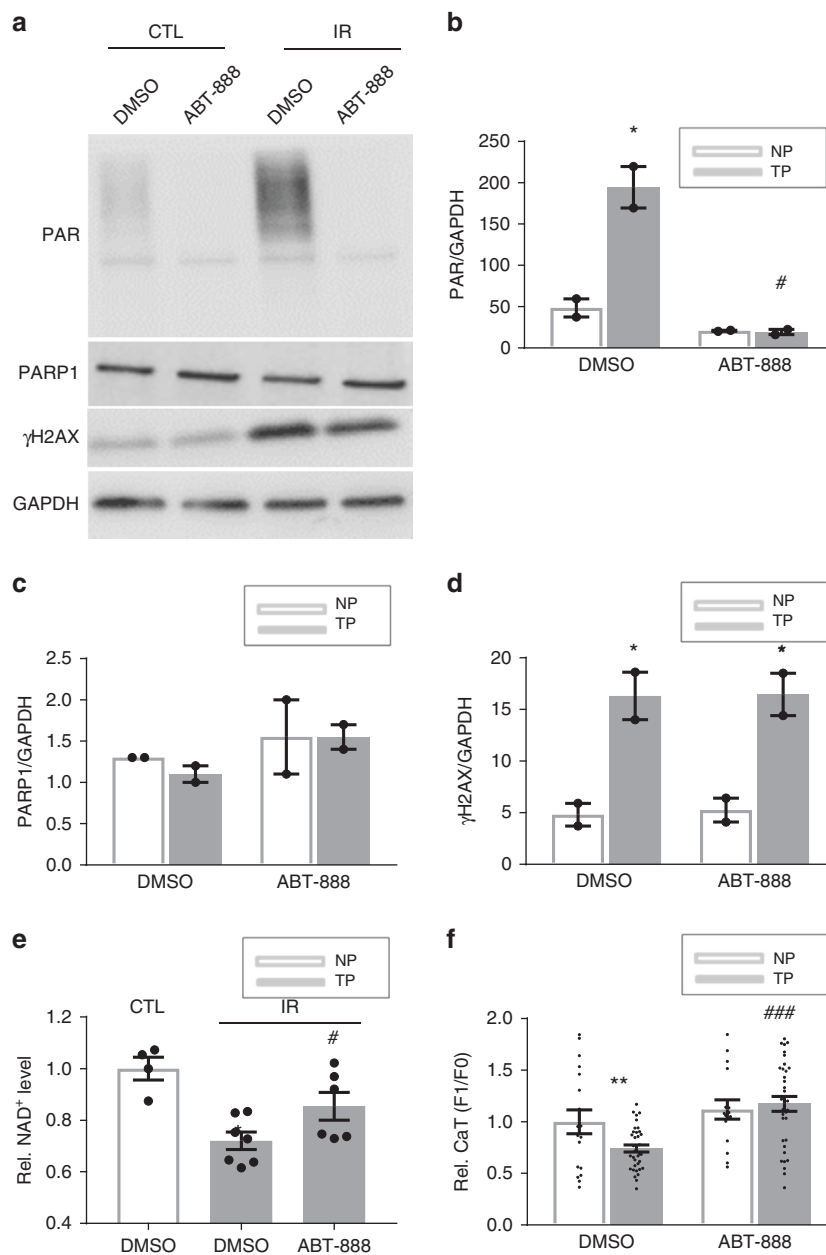 a
CTL
IR
DMSO
ABT-888
DMSO
ABT-888
PAR
PARP1
γH2AX
GAPDH
b
NP
TP
PAR/GAPDH
250
200
150
100
50
0
*
#
DMSO
ABT-888
c
NP
TP
PARP1/GAPDH
2.5
2.0
1.5
1.0
0.5
0.0
DMSO
ABT-888
d
NP
TP
γH2AX/GAPDH
20
15
10
5
0
*
*
DMSO
ABT-888
e
NP
TP
CTL
IR
Rel. NAD⁺ level
1.2
1.0
0.8
0.6
0.4
*
#
DMSO
DMSO
ABT-888
f
NP
TP
Rel. CaT (F1/F0)
2.0
1.5
1.0
0.5
0.0
**
###
DMSO
ABT-888